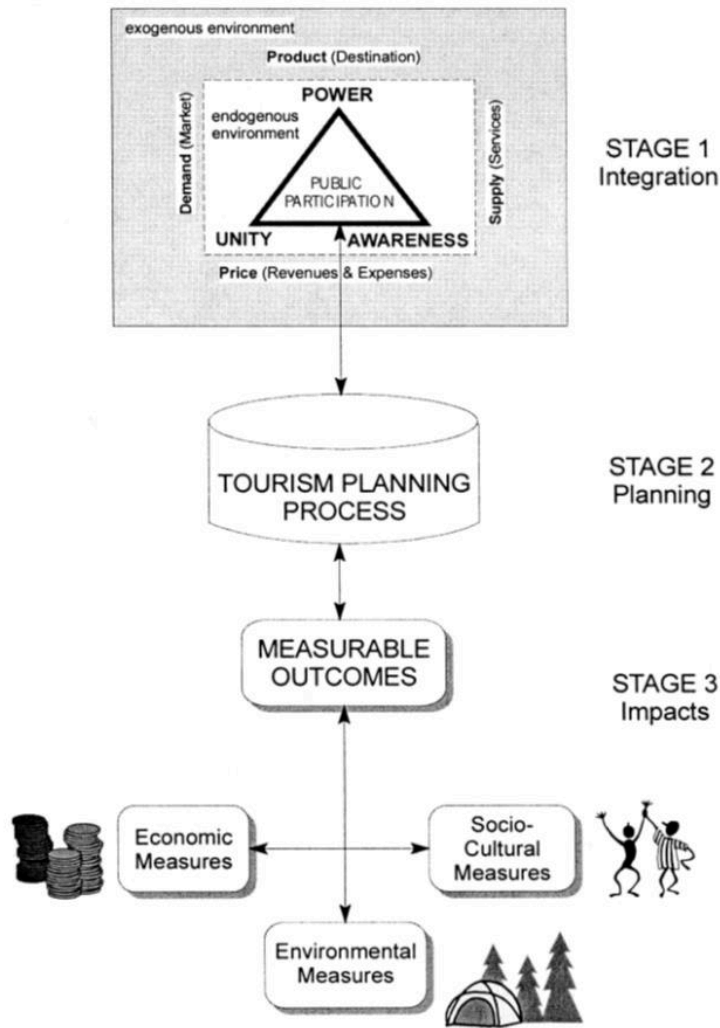 exogenous environment
Product (Destination)
POWER
endogenous
environment
Demand (Market)
Supply (Services)
PUBLIC
PARTICIPATION
UNITY
AWARENESS
Price (Revenues & Expenses)
STAGE 1
Integration
TOURISM PLANNING
PROCESS
STAGE 2
Planning
MEASURABLE
OUTCOMES
STAGE 3
Impacts
Economic
Measures
Socio-
Cultural
Measures
Environmental
Measures